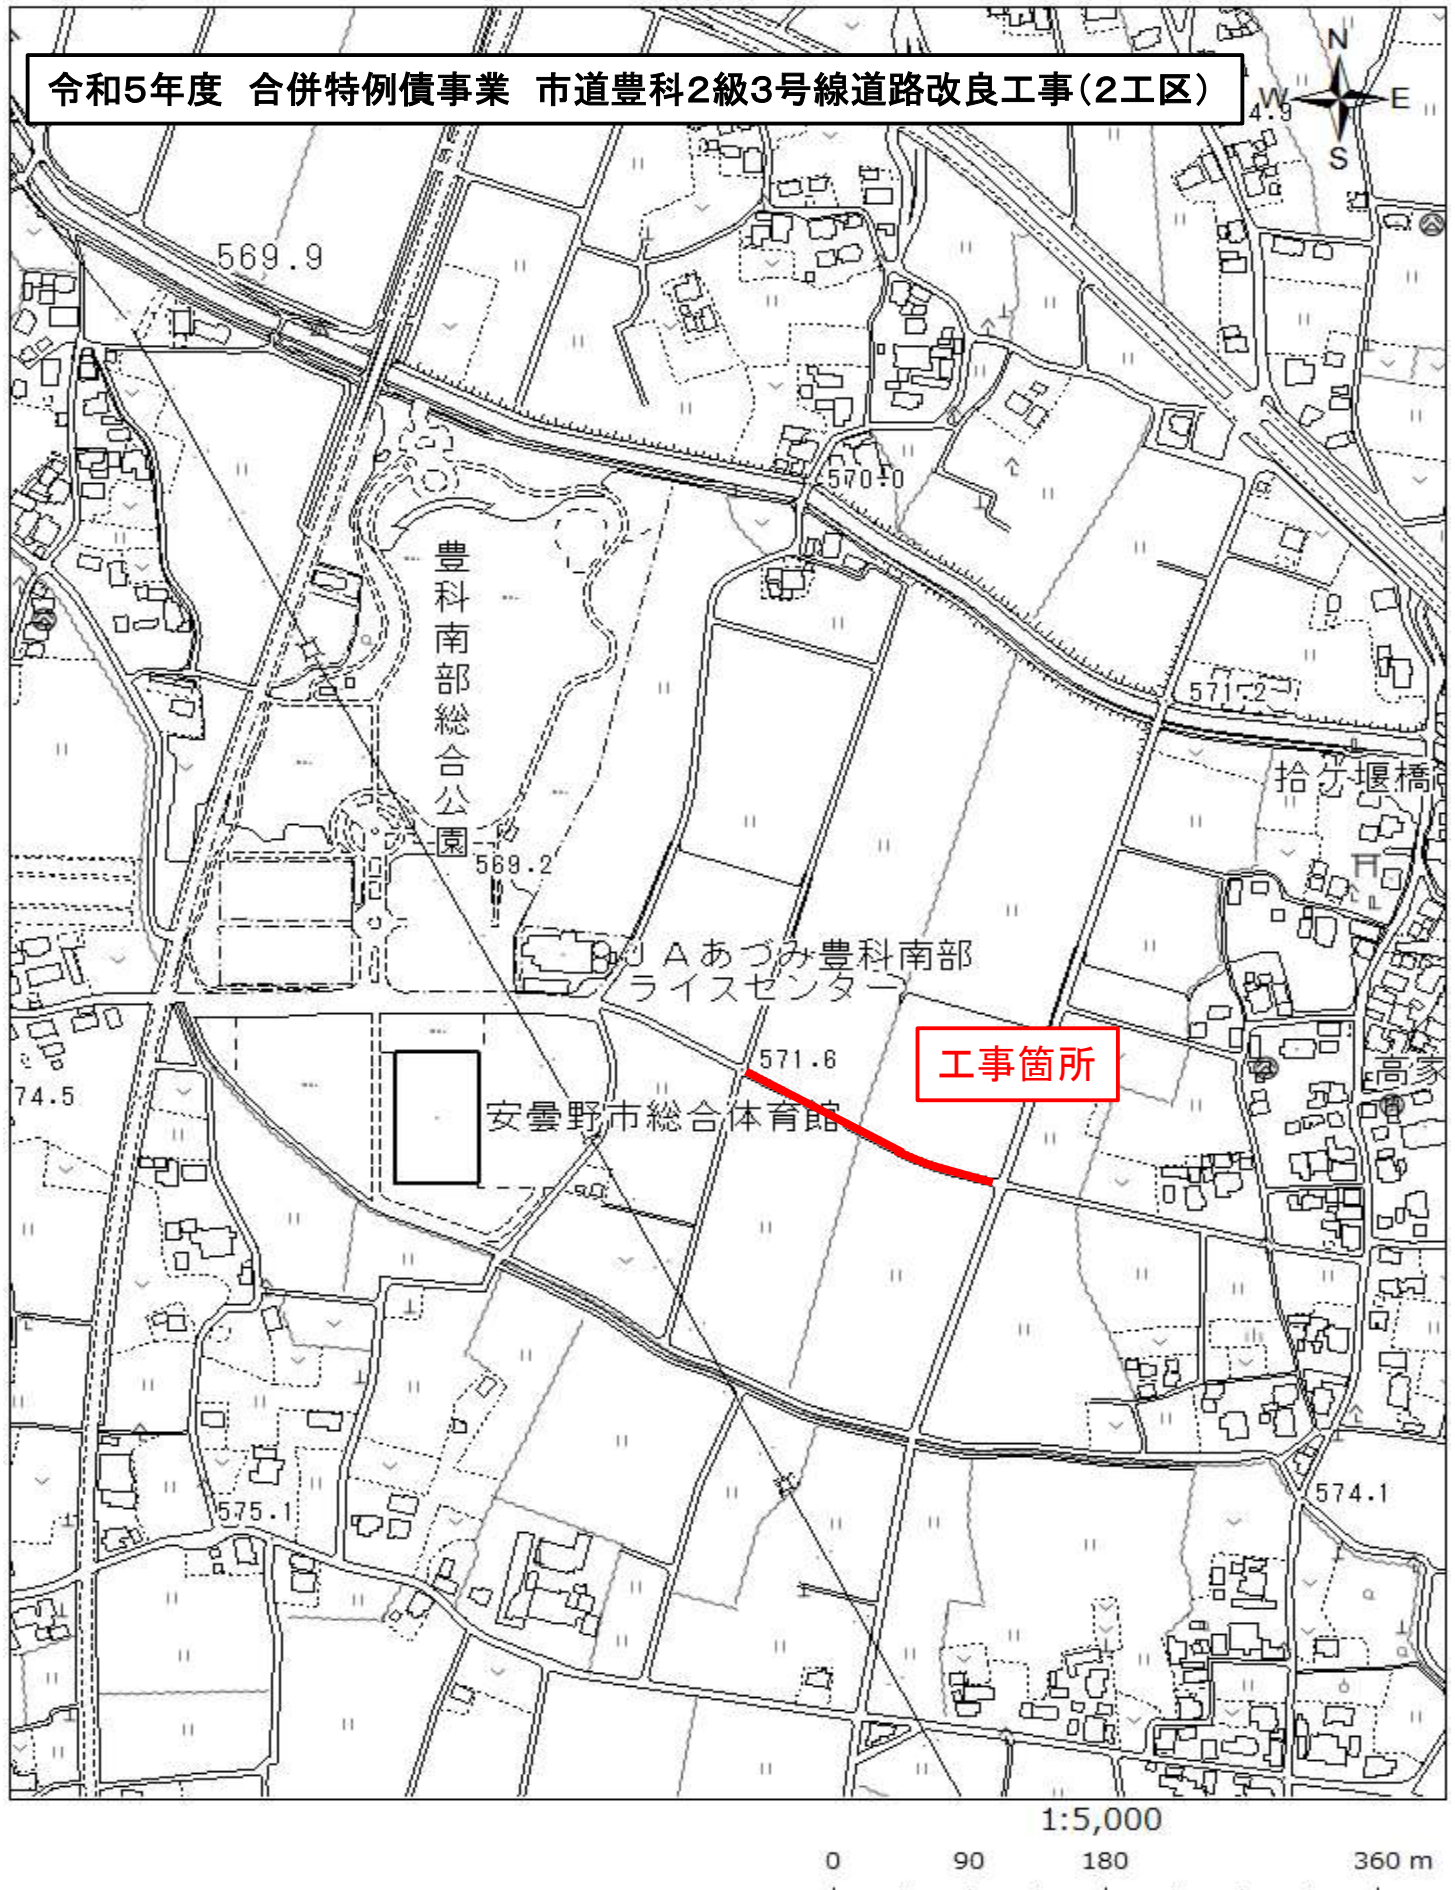 令和5年度 合併特例債事業 市道豊科2級3号線道路改良工事(2工区)
N
W
E
S
4.9
569.9
570.0
豊科南部総合公園
571.2
拾ケ堰橋
569.2
JAあづみ豊科南部
ライスセンター
571.6
工事箇所
高家
74.5
安曇野市総合体育館
574.1
575.1
1:5,000
0 90 180 360 m